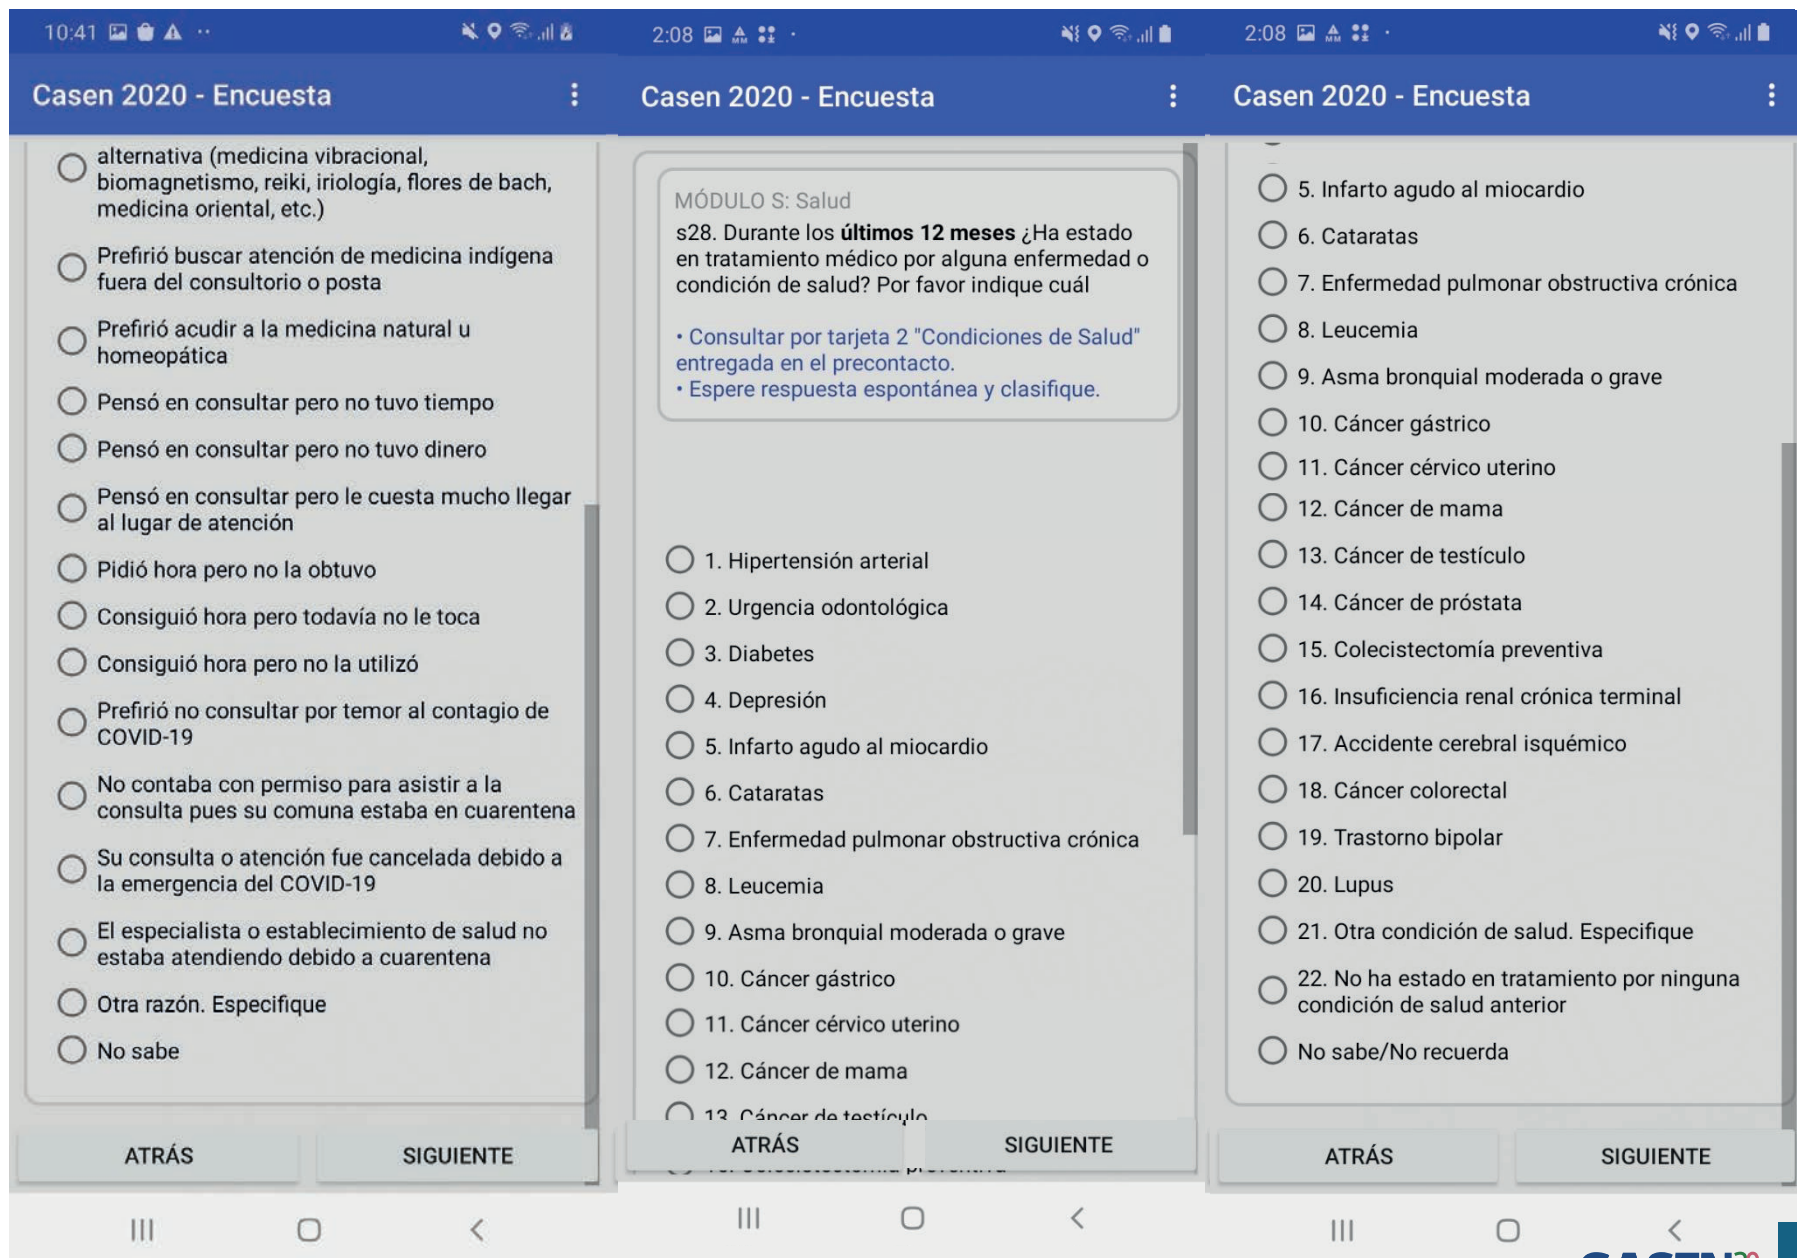 10:41
Casen 2020 - Encuesta
alternativa (medicina vibracional,
biomagnetismo, reiki, iriología, flores de bach,
medicina oriental, etc.)
Prefirió buscar atención de medicina indígena
fuera del consultorio o posta
Prefirió acudir a la medicina natural u
homeopática
Pensó en consultar pero no tuvo tiempo
Pensó en consultar pero no tuvo dinero
Pensó en consultar pero le cuesta mucho llegar
al lugar de atención
Pidió hora pero no la obtuvo
Consiguió hora pero todavía no le toca
Consiguió hora pero no la utilizó
Prefirió no consultar por temor al contagio de
COVID-19
No contaba con permiso para asistir a la
consulta pues su comuna estaba en cuarentena
Su consulta o atención fue cancelada debido a
la emergencia del COVID-19
El especialista o establecimiento de salud no
estaba atendiendo debido a cuarentena
Otra razón. Especifique
No sabe
ATRÁS SIGUIENTE
2:08
Casen 2020 - Encuesta
MÓDULO S: Salud
s28. Durante los últimos 12 meses ¿Ha estado
en tratamiento médico por alguna enfermedad o
condición de salud? Por favor indique cuál
• Consultar por tarjeta 2 "Condiciones de Salud"
entregada en el precontacto.
• Espere respuesta espontánea y clasifique.
1. Hipertensión arterial
2. Urgencia odontológica
3. Diabetes
4. Depresión
5. Infarto agudo al miocardio
6. Cataratas
7. Enfermedad pulmonar obstructiva crónica
8. Leucemia
9. Asma bronquial moderada o grave
10. Cáncer gástrico
11. Cáncer cérvico uterino
12. Cáncer de mama
13. Cáncer de testículo
ATRÁS SIGUIENTE
2:08
Casen 2020 - Encuesta
5. Infarto agudo al miocardio
6. Cataratas
7. Enfermedad pulmonar obstructiva crónica
8. Leucemia
9. Asma bronquial moderada o grave
10. Cáncer gástrico
11. Cáncer cérvico uterino
12. Cáncer de mama
13. Cáncer de testículo
14. Cáncer de próstata
15. Colecistectomía preventiva
16. Insuficiencia renal crónica terminal
17. Accidente cerebral isquémico
18. Cáncer colorectal
19. Trastorno bipolar
20. Lupus
21. Otra condición de salud. Especifique
22. No ha estado en tratamiento por ninguna
condición de salud anterior
No sabe/No recuerda
ATRÁS SIGUIENTE